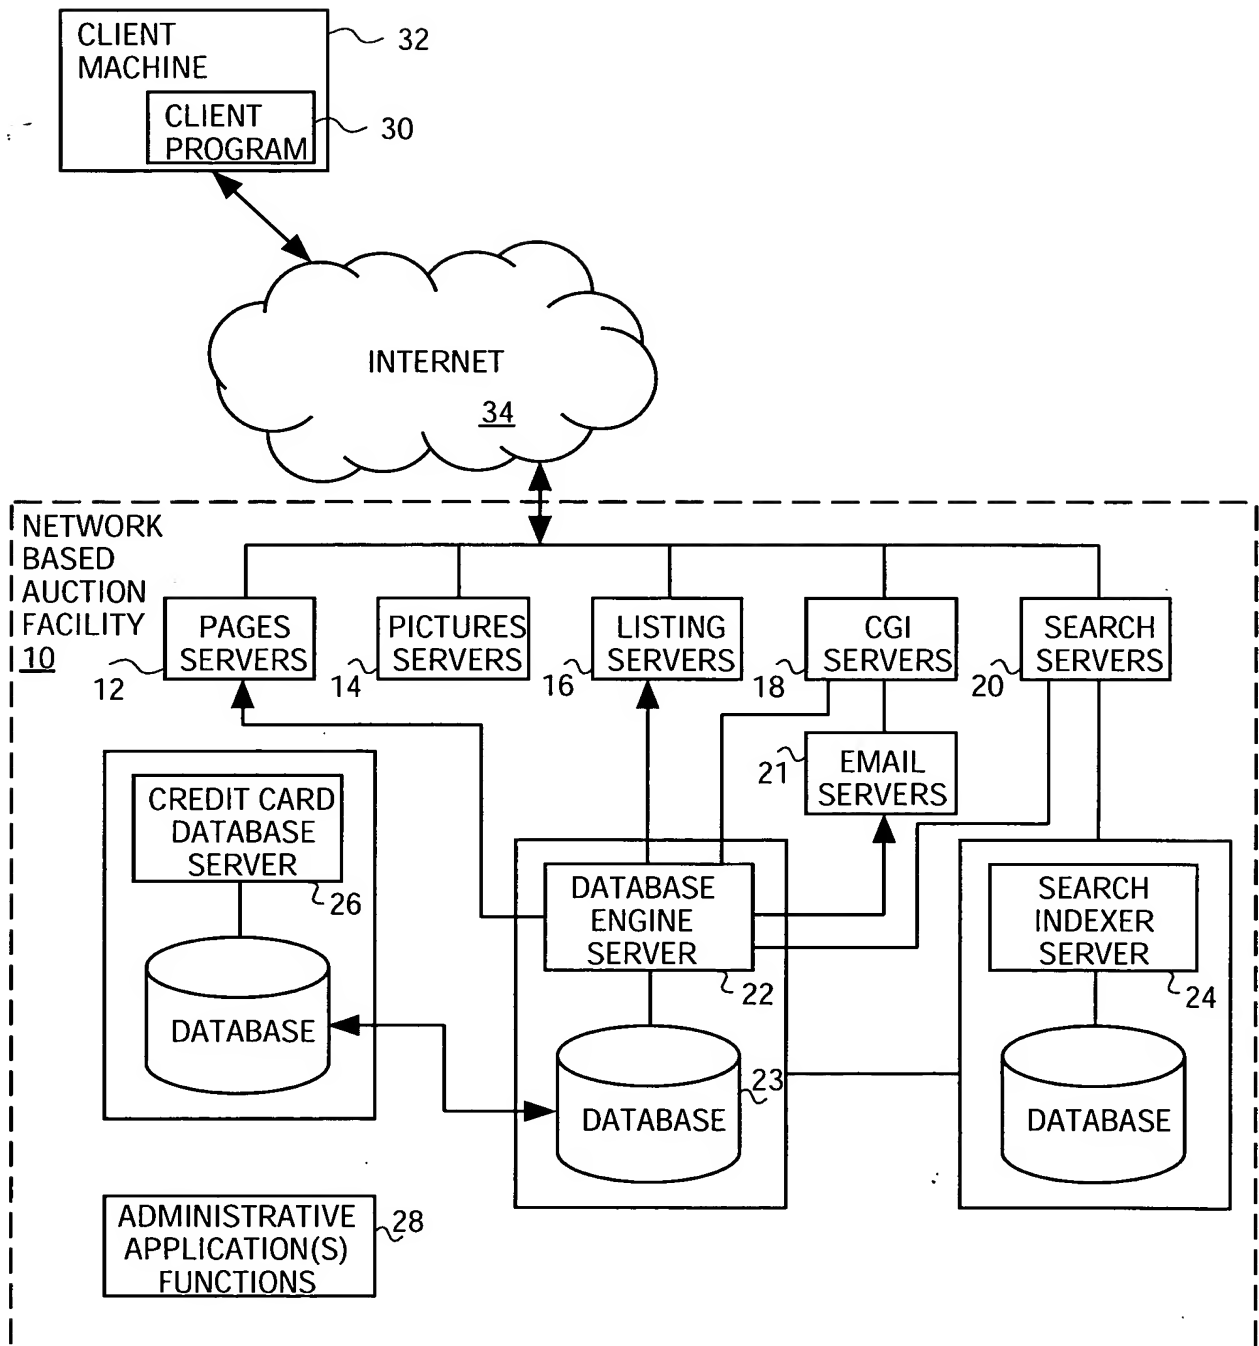 CLIENT
MACHINE
32
CLIENT
PROGRAM
30
INTERNET
34
NETWORK
BASED
AUCTION
FACILITY
10
PAGES
SERVERS
12
PICTURES
SERVERS
14
LISTING
SERVERS
16
CGI
SERVERS
18
SEARCH
SERVERS
20
EMAIL
SERVERS
21
CREDIT CARD
DATABASE
SERVER
26
DATABASE
DATABASE
ENGINE
SERVER
22
DATABASE
23
SEARCH
INDEXER
SERVER
24
DATABASE
ADMINISTRATIVE
APPLICATION(S)
FUNCTIONS
28